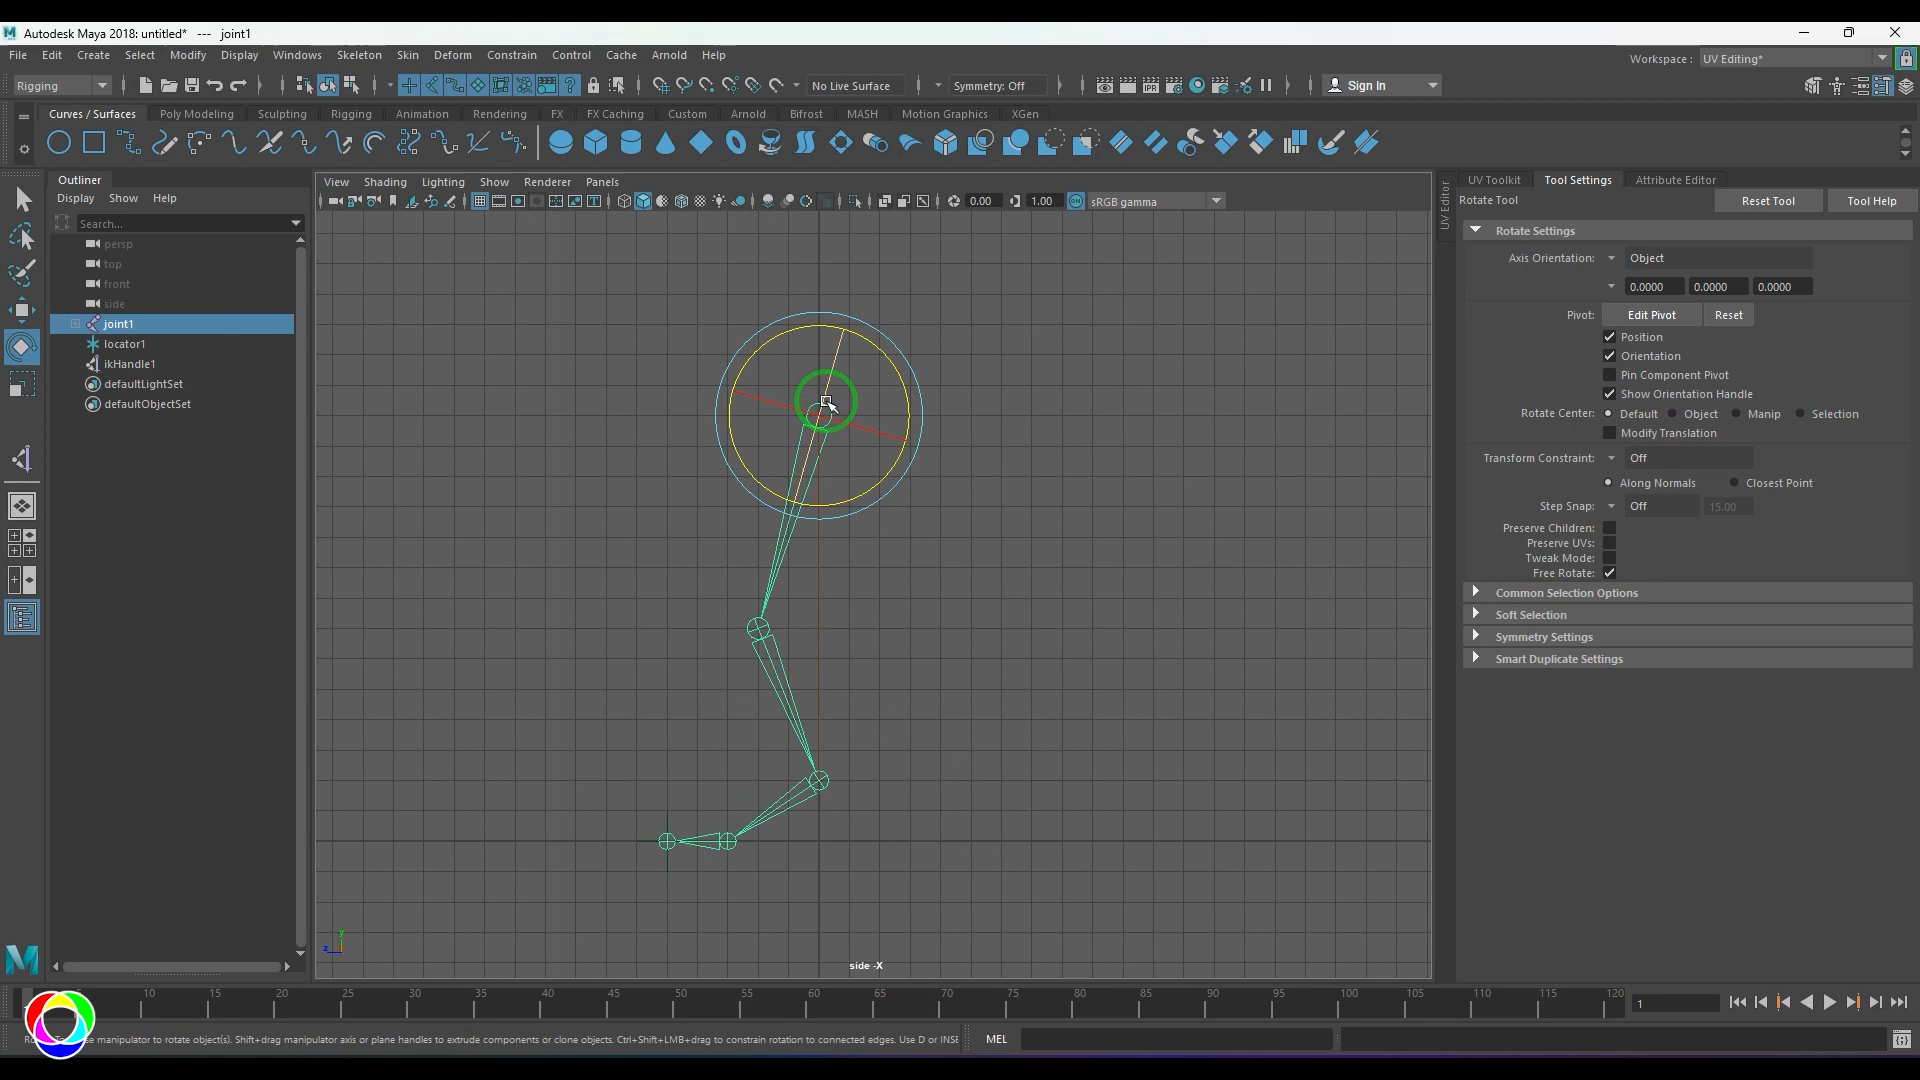 Autodesk Maya 2018: untitled* --- joint1
File Edit Create Select Modify Display Windows Skeleton Skin Deform Constrain Control Cache Arnold Help
Workspace : UV Editing*
Rigging No Live Surface Symmetry: Off Sign In
Curves / Surfaces Poly Modeling Sculpting Rigging Animation Rendering FX FX Caching Custom Arnold Bifrost MASH Motion Graphics XGen
Outliner
Display Show Help
Search...
persp
top
front
side
joint1
locator1
ikHandle1
defaultLightSet
defaultObjectSet
View Shading Lighting Show Renderer Panels
0.00 1.00 ON sRGB gamma
side -X
y
z
UV Editor
UV Toolkit Tool Settings Attribute Editor
Rotate Tool Reset Tool Tool Help
Rotate Settings
Axis Orientation: Object
0.0000 0.0000 0.0000
Pivot: Edit Pivot Reset
Position
Orientation
Pin Component Pivot
Show Orientation Handle
Rotate Center: Default Object Manip Selection
Modify Translation
Transform Constraint: Off
Along Normals Closest Point
Step Snap: Off 15.00
Preserve Children:
Preserve UVs:
Tweak Mode:
Free Rotate:
Common Selection Options
Soft Selection
Symmetry Settings
Smart Duplicate Settings
10 15 20 25 30 35 40 45 50 55 60 65 70 75 80 85 90 95 100 105 110 115 120 1
manipulator to rotate object(s). Shift+drag manipulator axis or plane handles to extrude components or clone objects. Ctrl+Shift+LMB+drag to constrain rotation to connected edges. Use D or INSE MEL